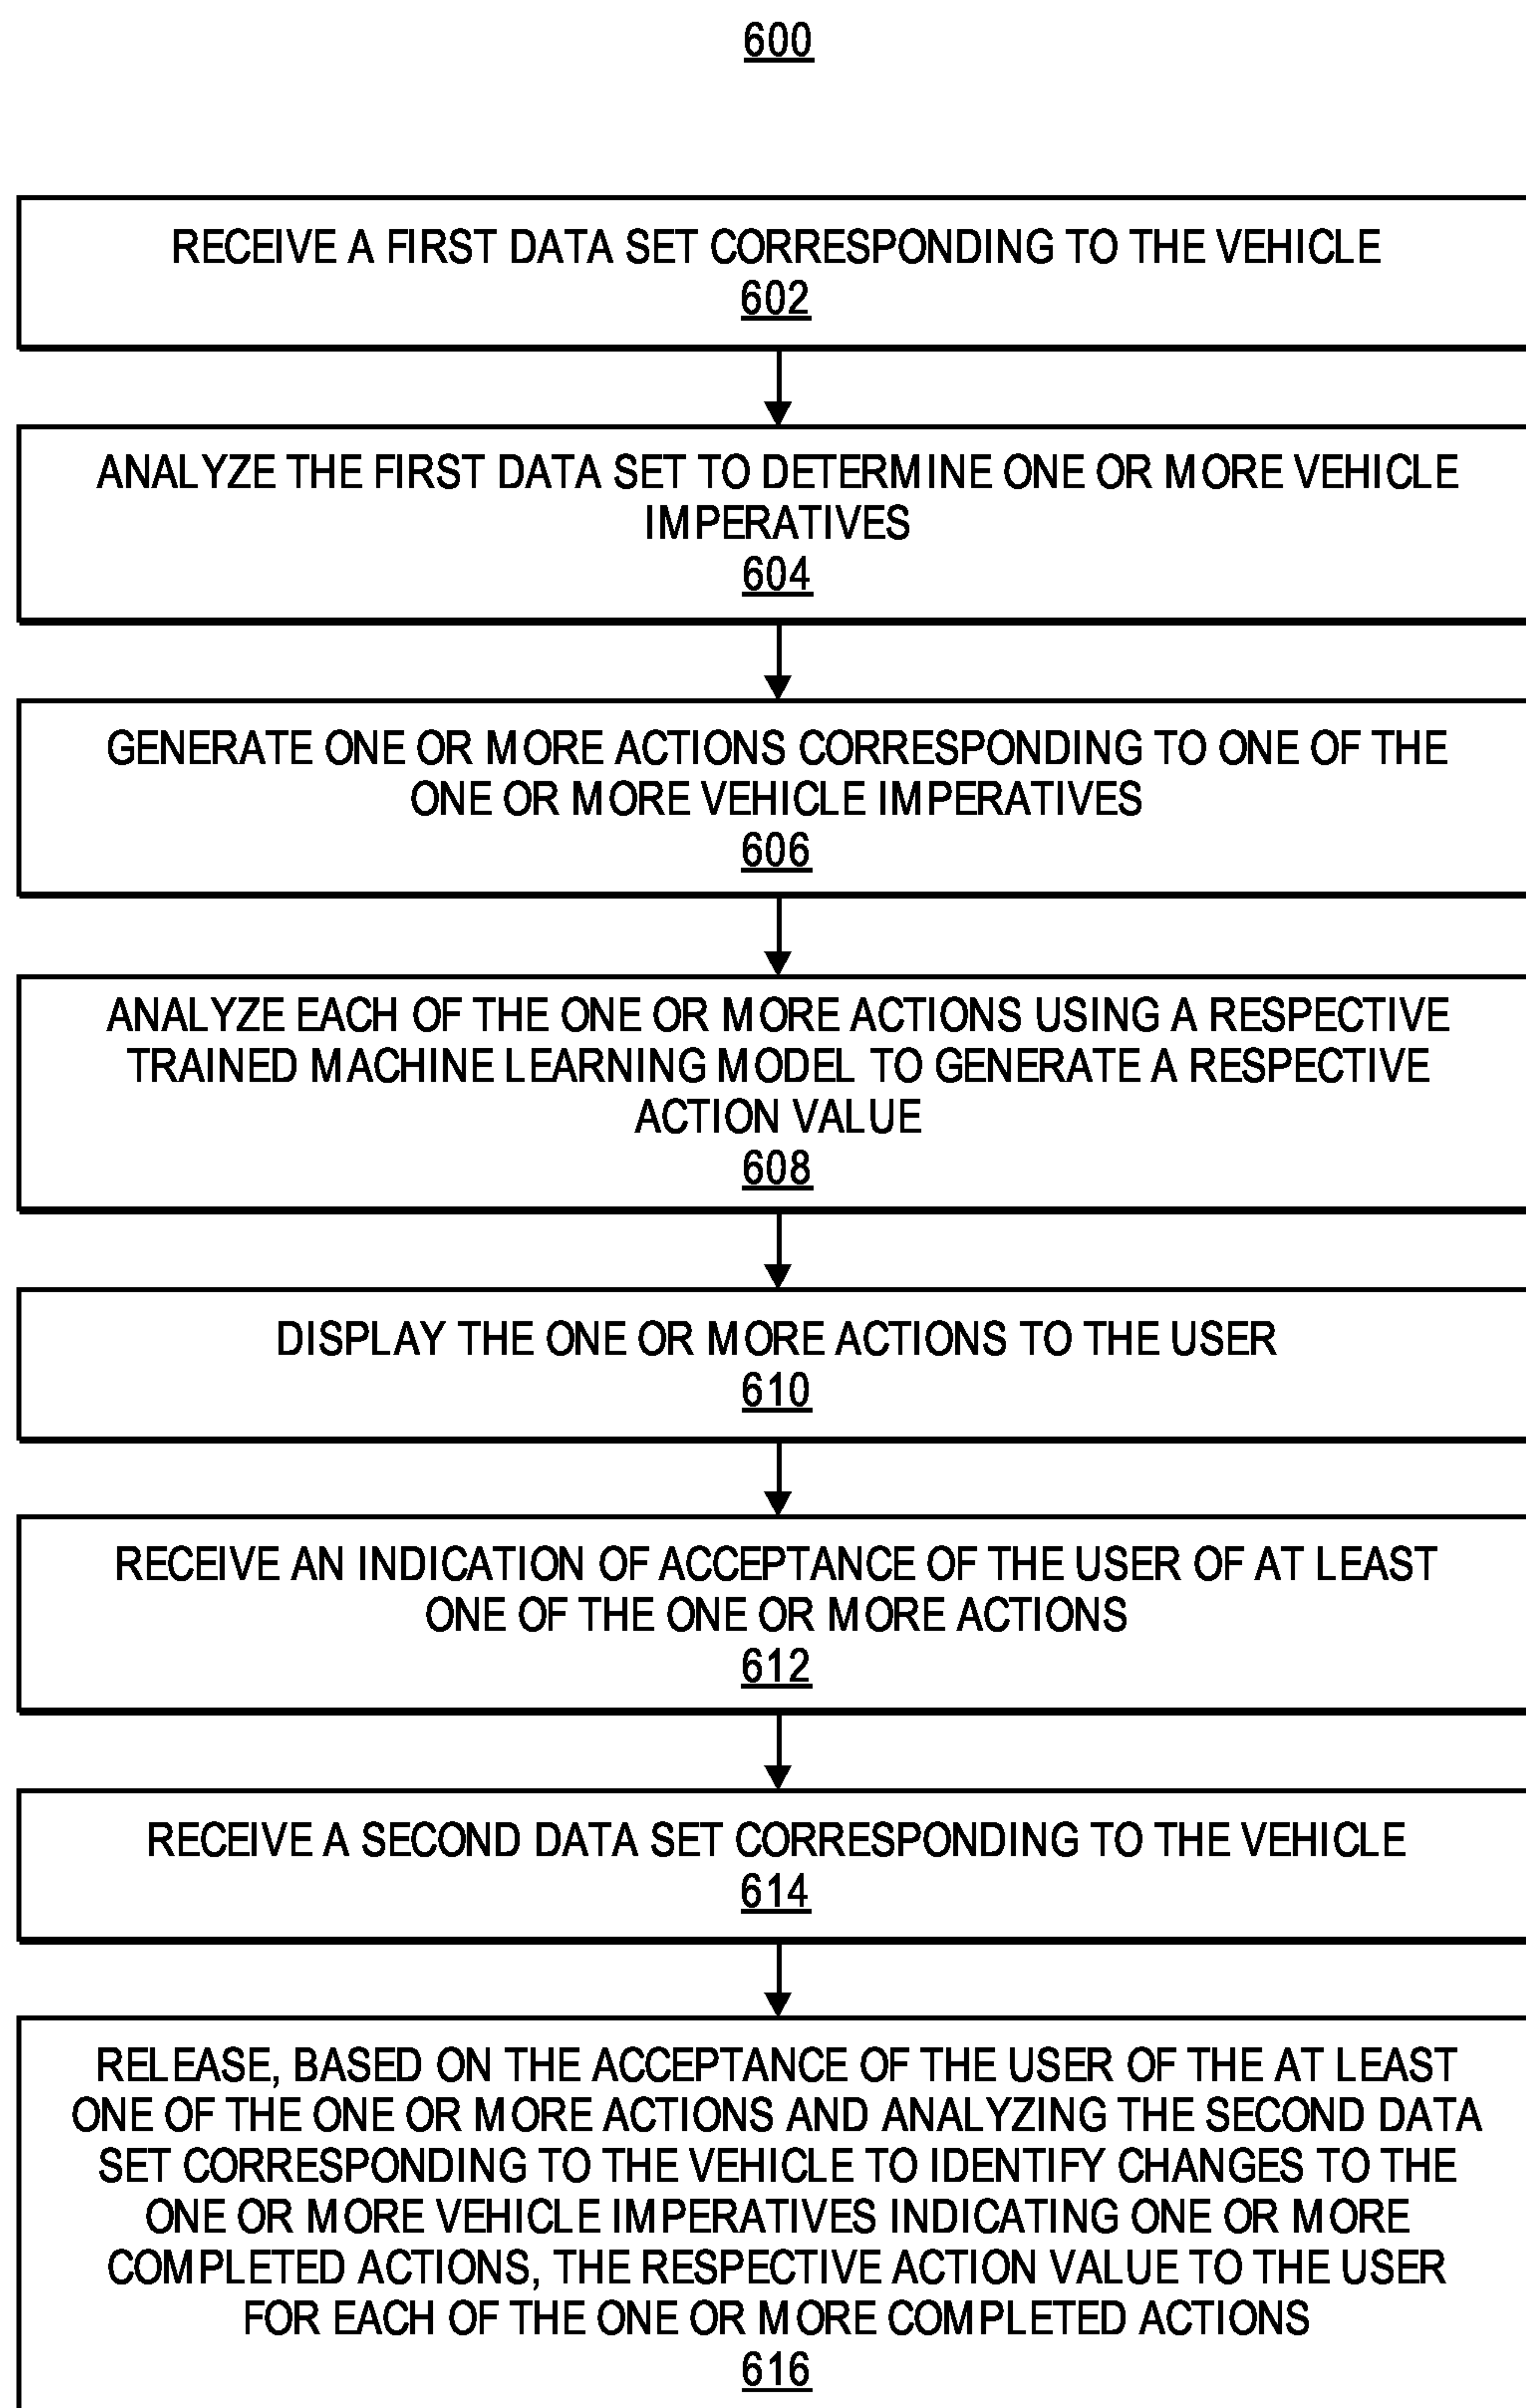 600
RECEIVE A FIRST DATA SET CORRESPONDING TO THE VEHICLE
602
ANALYZE THE FIRST DATA SET TO DETERMINE ONE OR MORE VEHICLE
IMPERATIVES
604
GENERATE ONE OR MORE ACTIONS CORRESPONDING TO ONE OF THE
ONE OR MORE VEHICLE IMPERATIVES
606
ANALYZE EACH OF THE ONE OR MORE ACTIONS USING A RESPECTIVE
TRAINED MACHINE LEARNING MODEL TO GENERATE A RESPECTIVE
ACTION VALUE
608
DISPLAY THE ONE OR MORE ACTIONS TO THE USER
610
RECEIVE AN INDICATION OF ACCEPTANCE OF THE USER OF AT LEAST
ONE OF THE ONE OR MORE ACTIONS
612
RECEIVE A SECOND DATA SET CORRESPONDING TO THE VEHICLE
614
RELEASE, BASED ON THE ACCEPTANCE OF THE USER OF THE AT LEAST
ONE OF THE ONE OR MORE ACTIONS AND ANALYZING THE SECOND DATA
SET CORRESPONDING TO THE VEHICLE TO IDENTIFY CHANGES TO THE
ONE OR MORE VEHICLE IMPERATIVES INDICATING ONE OR MORE
COMPLETED ACTIONS, THE RESPECTIVE ACTION VALUE TO THE USER
FOR EACH OF THE ONE OR MORE COMPLETED ACTIONS
616